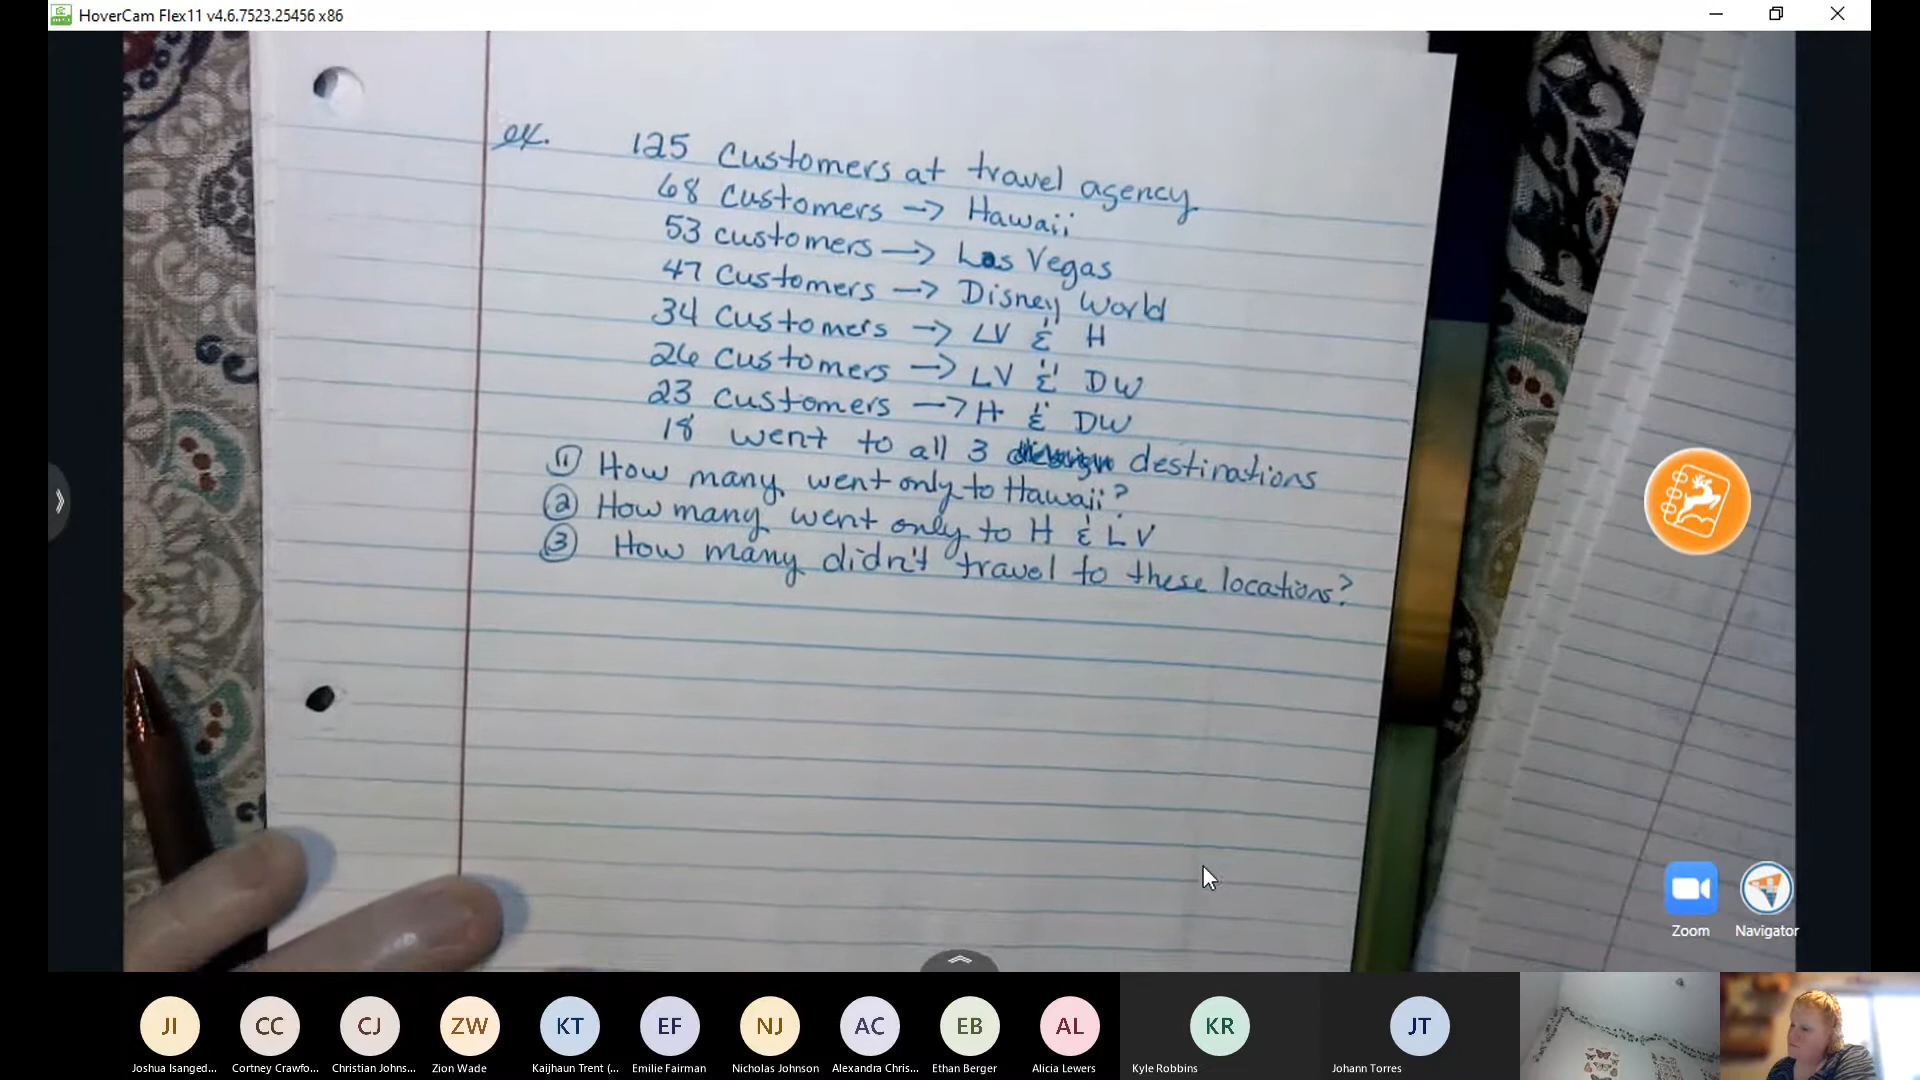 HoverCam Flex11 v4.6.7523.25456 x86
ex. 125 Customers at travel agency
68 Customers → Hawaii
53 customers → Las Vegas
47 Customers → Disney World
34 Customers → LV & H
26 Customers → LV & DW
23 customers → H & DW
18 went to all 3 destinations
① How many went only to Hawaii?
② How many went only to H & LV
③ How many didn't travel to these locations?
Zoom
Navigator
JI
CC
CJ
ZW
KT
EF
NJ
AC
EB
AL
KR
JT
Joshua Isanged...
Cortney Crawfo...
Christian Johns...
Zion Wade
Kaijhaun Trent (...
Emilie Fairman
Nicholas Johnson
Alexandra Chris...
Ethan Berger
Alicia Lewers
Kyle Robbins
Johann Torres